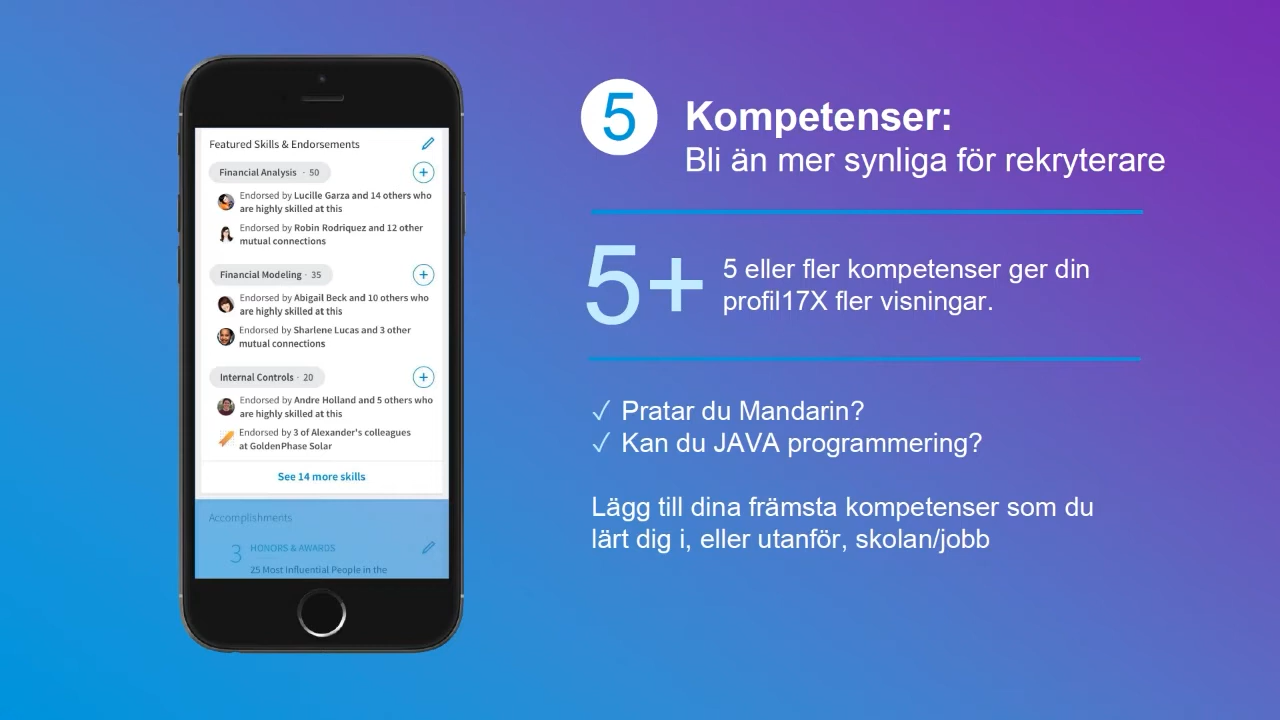 Featured Skills & Endorsements
Financial Analysis · 50
Endorsed by Lucille Garza and 14 others who
are highly skilled at this
Endorsed by Robin Rodriquez and 12 other
mutual connections
Financial Modeling · 35
Endorsed by Abigail Beck and 10 others who
are highly skilled at this
Endorsed by Sharlene Lucas and 3 other
mutual connections
Internal Controls · 20
Endorsed by Andre Holland and 5 others who
are highly skilled at this
Endorsed by 3 of Alexander's colleagues
at GoldenPhase Solar
See 14 more skills
Accomplishments
3 HONORS & AWARDS
25 Most Influential People in the
5 Kompetenser:
Bli än mer synliga för rekryterare
5+
5 eller fler kompetenser ger din
profil17X fler visningar.
✓ Pratar du Mandarin?
✓ Kan du JAVA programmering?
Lägg till dina främsta kompetenser som du
lärt dig i, eller utanför, skolan/jobb